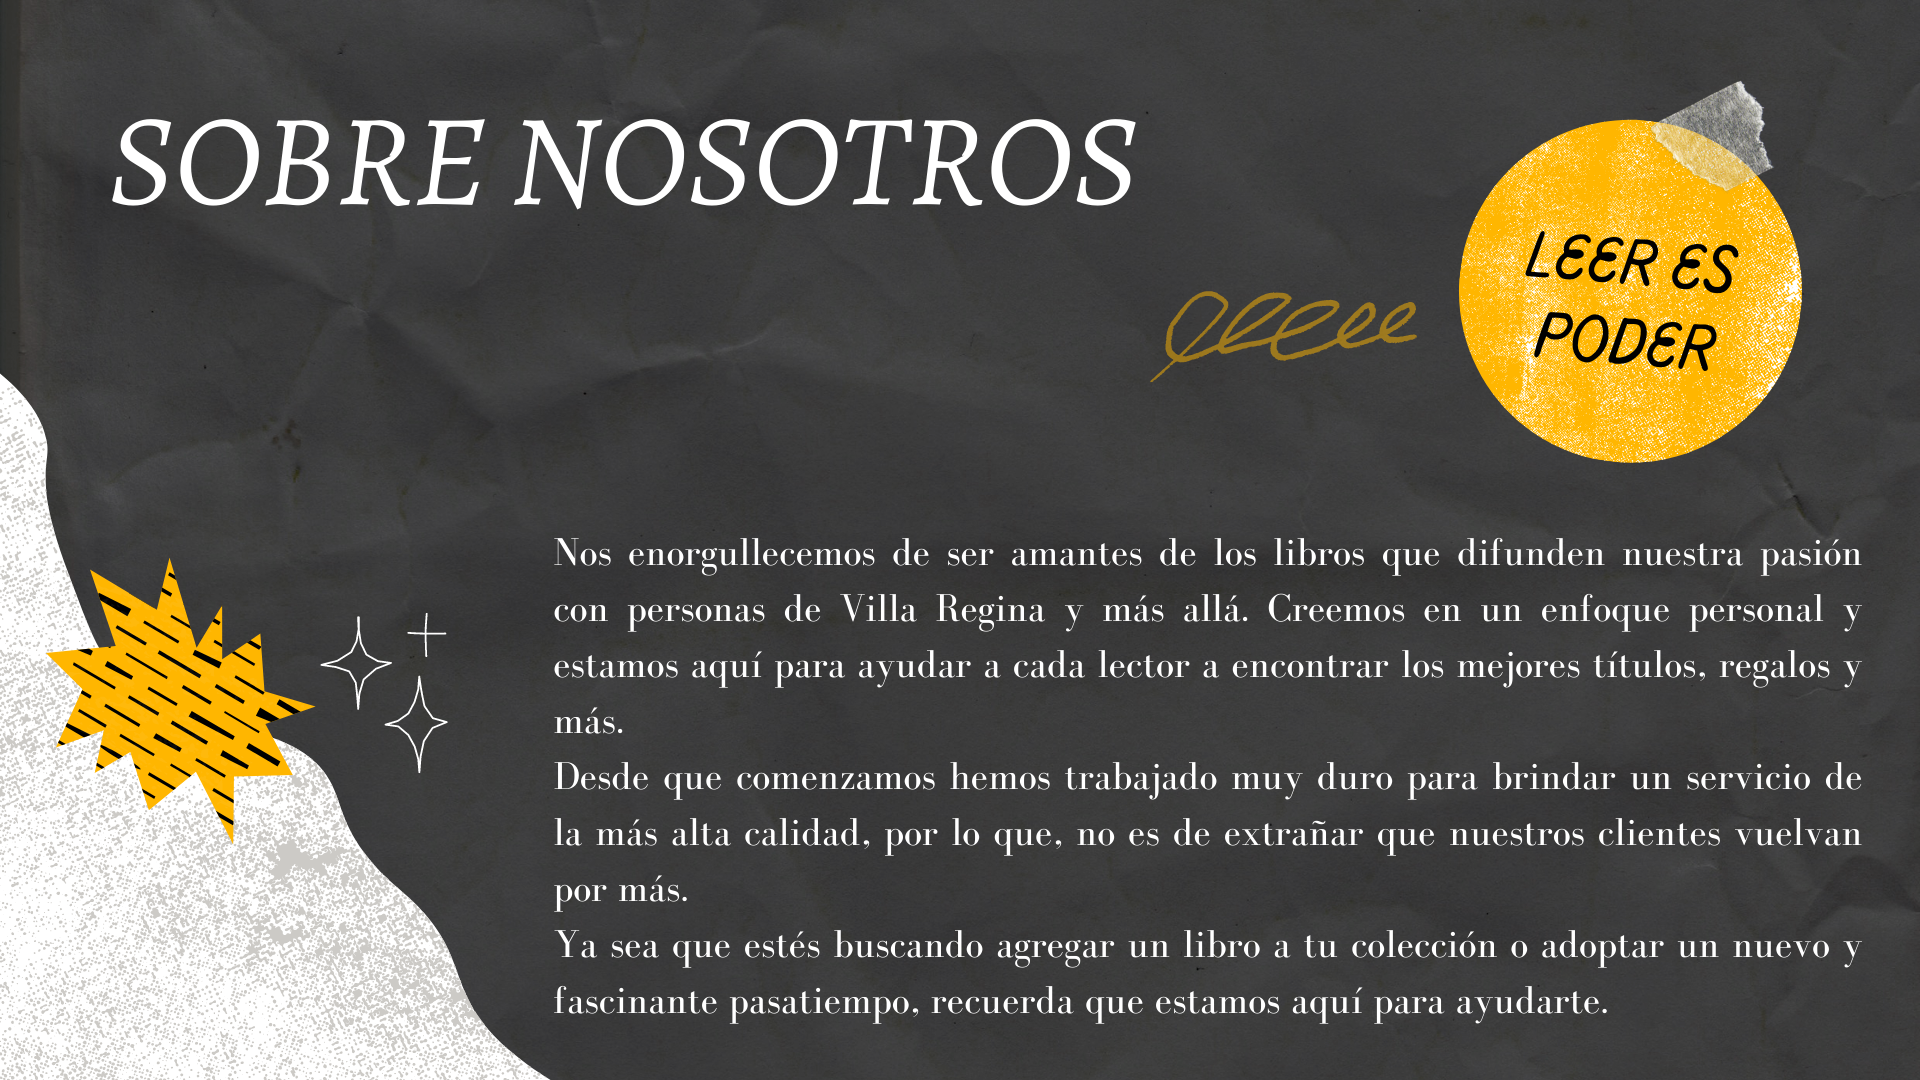 SOBRE NOSOTROS
LEER ES
PODER
Nos enorgullecemos de ser amantes de los libros que difunden nuestra pasión
con personas de Villa Regina y más allá. Creemos en un enfoque personal y
estamos aquí para ayudar a cada lector a encontrar los mejores títulos, regalos y
más.
Desde que comenzamos hemos trabajado muy duro para brindar un servicio de
la más alta calidad, por lo que, no es de extrañar que nuestros clientes vuelvan
por más.
Ya sea que estés buscando agregar un libro a tu colección o adoptar un nuevo y
fascinante pasatiempo, recuerda que estamos aquí para ayudarte.